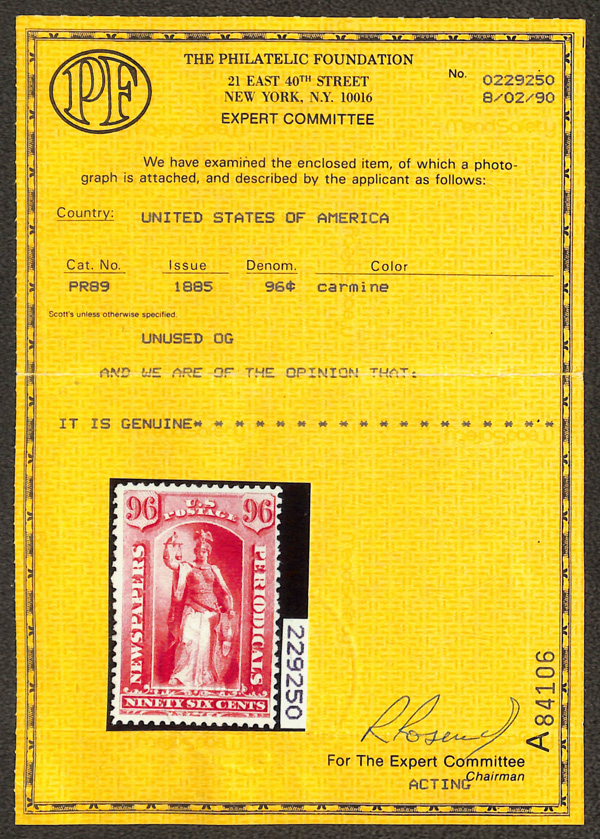 PF
THE PHILATELIC FOUNDATION
21 EAST 40TH STREET
NEW YORK, N.Y. 10016
EXPERT COMMITTEE
No. 0229250
8/02/90
We have examined the enclosed item, of which a photo-
graph is attached, and described by the applicant as follows:
Country: UNITED STATES OF AMERICA
Cat. No. Issue Denom. Color
PR89 1885 96¢ carmine
Scott's unless otherwise specified.
UNUSED OG
AND WE ARE OF THE OPINION THAT:
IT IS GENUINE* * * * * * * * * * * * * * * * * *
96 U.S. POSTAGE 96
NEWSPAPERS
PERIODICALS
NINETY SIX CENTS
229250
A 84106
For The Expert Committee
Chairman
ACTING